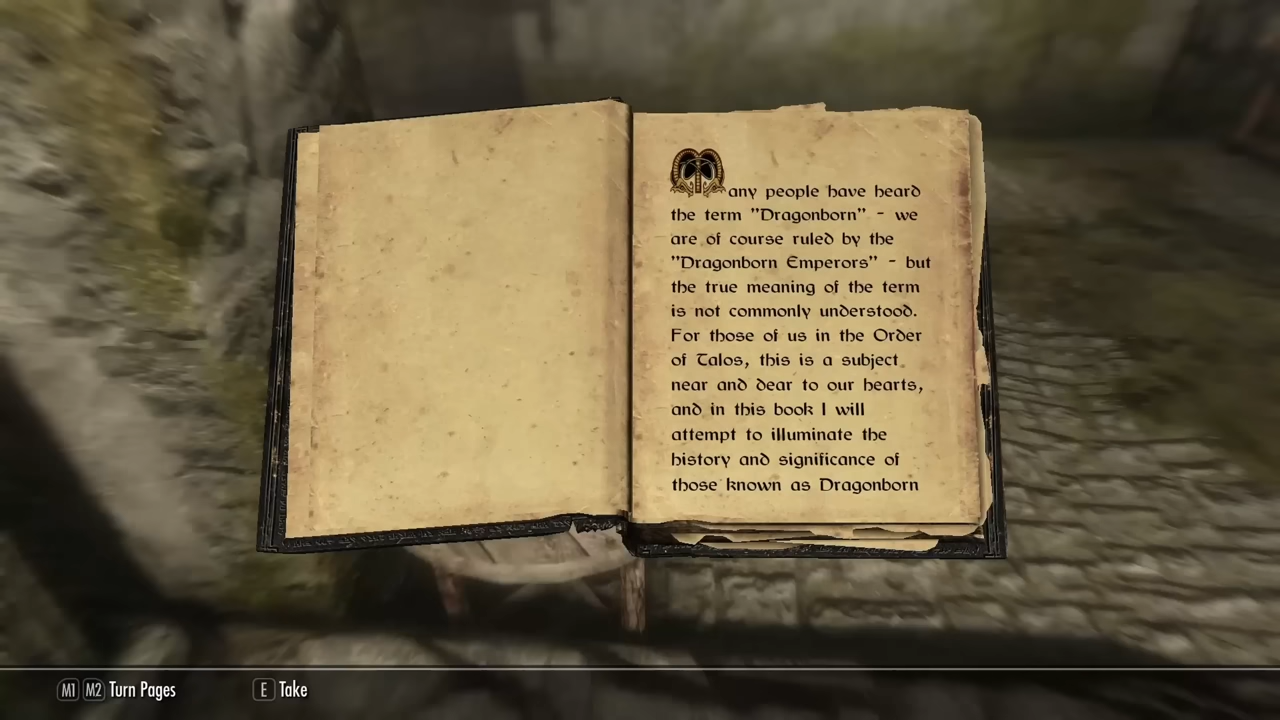 Many people have heard
the term "Dragonborn" - we
are of course ruled by the
"Dragonborn Emperors" - but
the true meaning of the term
is not commonly understood.
For those of us in the Order
of Talos, this is a subject
near and dear to our hearts,
and in this book I will
attempt to illuminate the
history and significance of
those known as Dragonborn
M1 M2 Turn Pages
E Take